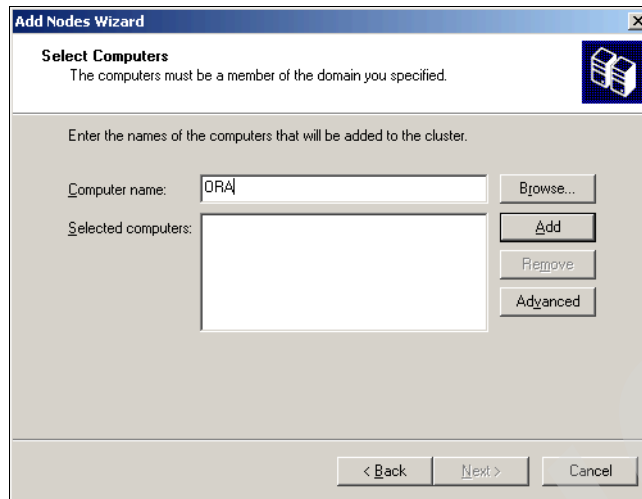 Add Nodes Wizard
Select Computers
The computers must be a member of the domain you specified.
Enter the names of the computers that will be added to the cluster.
Computer name: ORA Browse...
Selected computers: Add
Remove
Advanced
< Back Next > Cancel